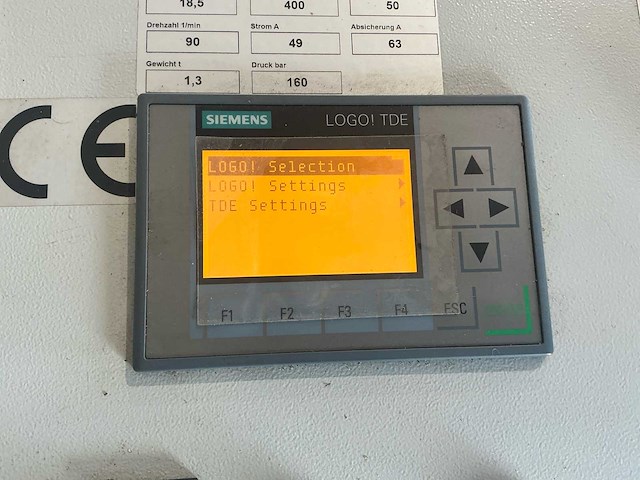 18,5 400 50
Drehzahl 1/min Strom A Absicherung A
90 49 63
Gewicht t Druck bar
1,3 160
CE
SIEMENS LOGO! TDE
LOGO! Selection
LOGO! Settings
TDE Settings
F1 F2 F3 F4 ESC